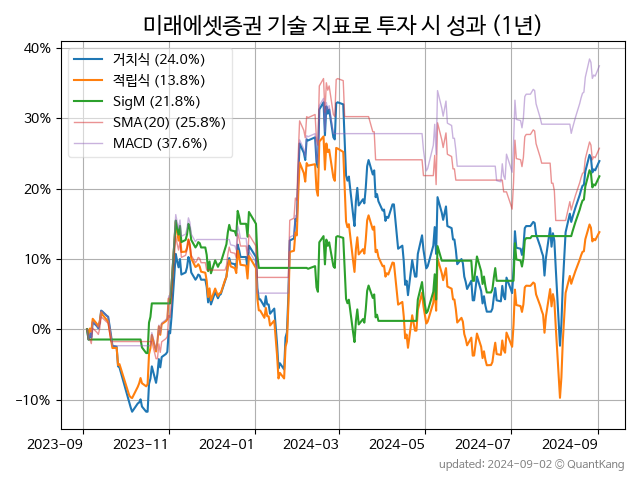 미래에셋증권 기술 지표로 투자 시 성과 (1년)
40%
30%
20%
10%
0%
−10%
거치식 (24.0%)
적립식 (13.8%)
SigM (21.8%)
SMA(20) (25.8%)
MACD (37.6%)
2023-09 2023-11 2024-01 2024-03 2024-05 2024-07 2024-09
updated: 2024-09-02 © QuantKang